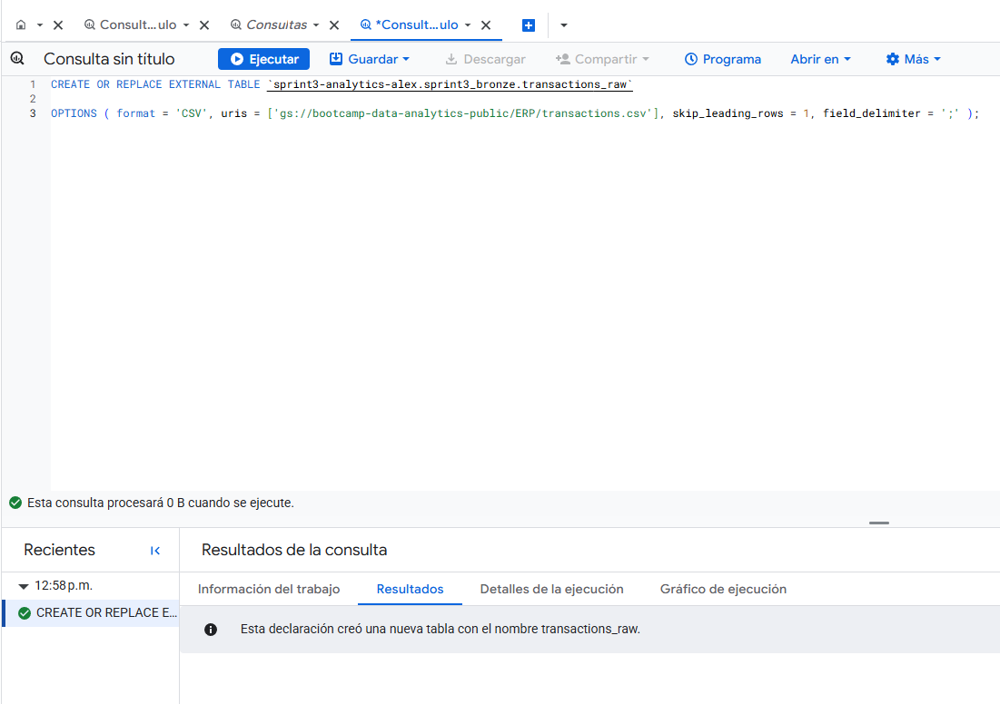 Consult...ulo
Consuitas
*Consult...ulo
Consulta sin título
Ejecutar
Guardar
Descargar
Compartir
Programa
Abrir en
Más
1 CREATE OR REPLACE EXTERNAL TABLE `sprint3-analytics-alex.sprint3_bronze.transactions_raw`
2
3 OPTIONS ( format = 'CSV', uris = ['gs://bootcamp-data-analytics-public/ERP/transactions.csv'], skip_leading_rows = 1, field_delimiter = ';' );
Esta consulta procesará 0 B cuando se ejecute.
Recientes
12:58 p.m.
CREATE OR REPLACE E...
Resultados de la consulta
Información del trabajo
Resultados
Detalles de la ejecución
Gráfico de ejecución
Esta declaración creó una nueva tabla con el nombre transactions_raw.